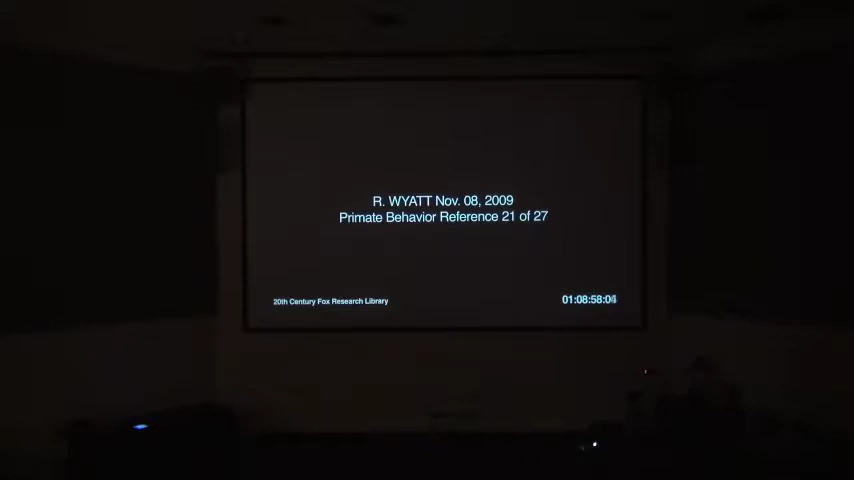 R. WYATT Nov. 08, 2009
Primate Behavior Reference 21 of 27
20th Century Fox Research Library
01:08:58:04